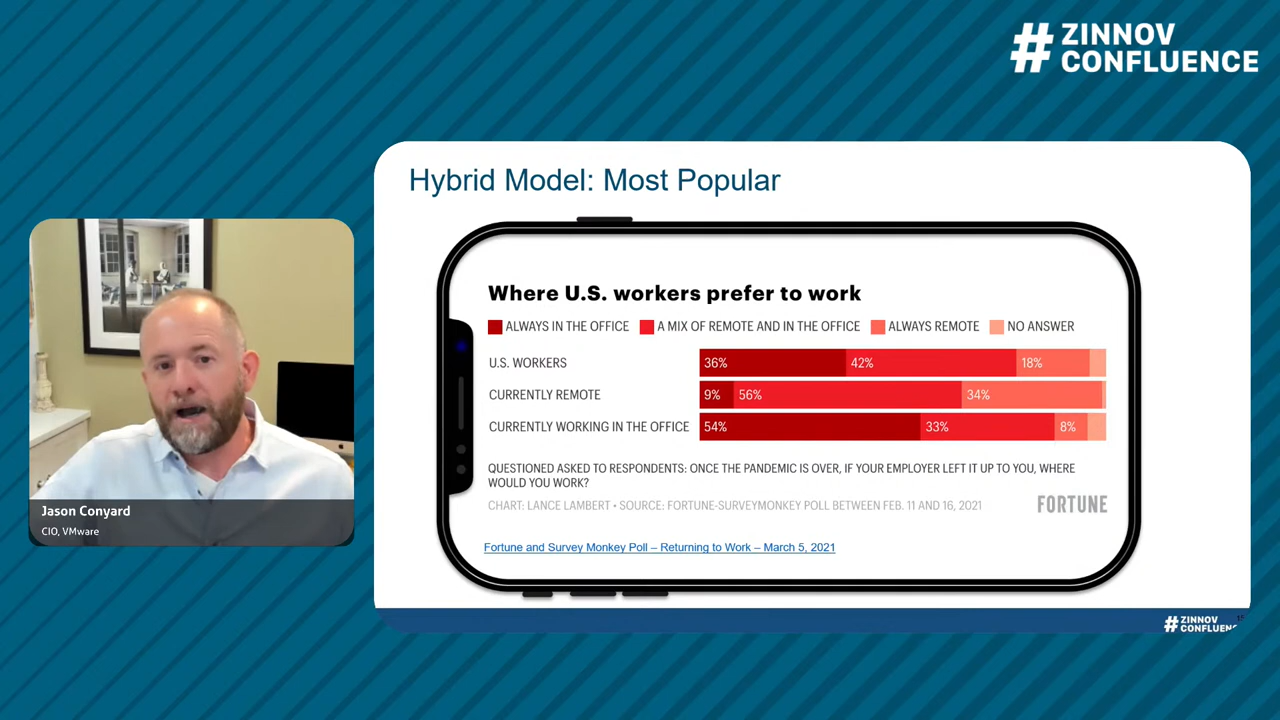 # ZINNOV
CONFLUENCE
Hybrid Model: Most Popular
Where U.S. workers prefer to work
ALWAYS IN THE OFFICE A MIX OF REMOTE AND IN THE OFFICE ALWAYS REMOTE NO ANSWER
U.S. WORKERS 36% 42% 18%
CURRENTLY REMOTE 9% 56% 34%
CURRENTLY WORKING IN THE OFFICE 54% 33% 8%
QUESTIONED ASKED TO RESPONDENTS: ONCE THE PANDEMIC IS OVER, IF YOUR EMPLOYER LEFT IT UP TO YOU, WHERE
WOULD YOU WORK?
CHART: LANCE LAMBERT • SOURCE: FORTUNE-SURVEYMONKEY POLL BETWEEN FEB. 11 AND 16, 2021
FORTUNE
Fortune and Survey Monkey Poll – Returning to Work – March 5, 2021
Jason Conyard
CIO, VMware
# ZINNOV